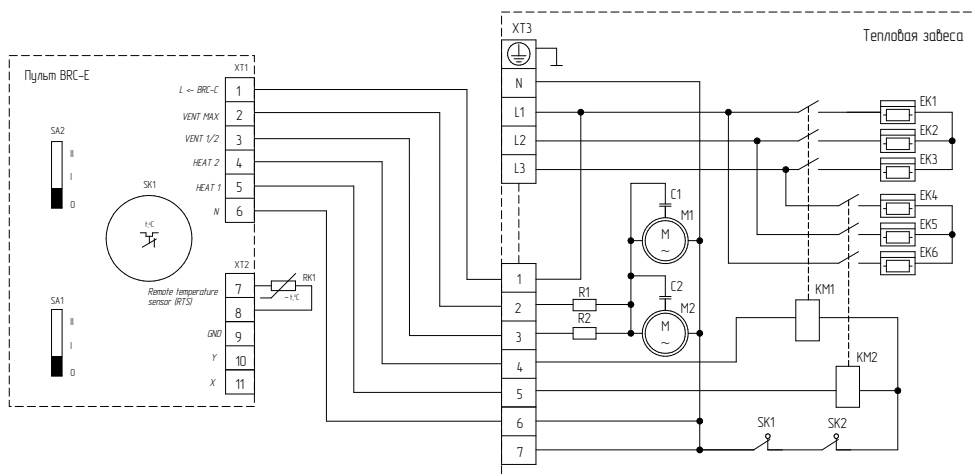 Пульт BRC-E
SA2
II
I
0
SK1
t,°C
SA1
II
I
0
XT1
L <- BRC-C 1
VENT MAX 2
VENT 1/2 3
HEAT 2 4
HEAT 1 5
N 6
XT2
Remote temperature
sensor (RTS)
7
8
GND 9
Y 10
X 11
RK1
- t,°C
XT3
Тепловая завеса
N
L1
L2
L3
1
2
3
4
5
6
7
R1
R2
C1
M1
M
~
C2
M2
M
~
EK1
EK2
EK3
EK4
EK5
EK6
KM1
KM2
SK1
SK2